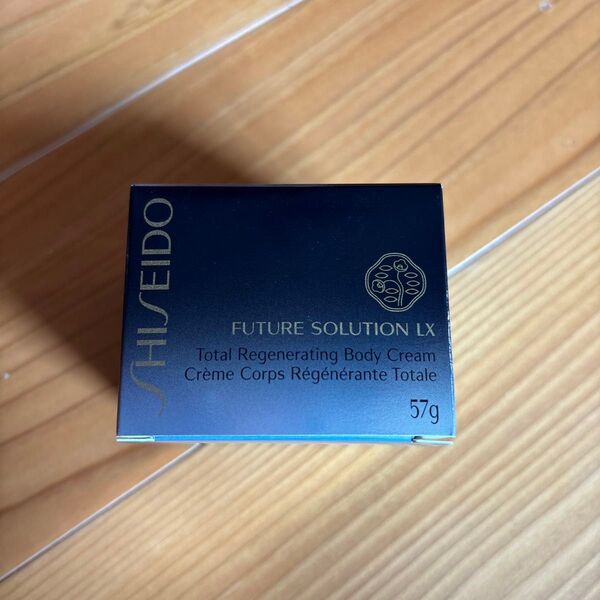 SHISEIDO
FUTURE SOLUTION LX
Total Regenerating Body Cream
Crème Corps Régénérante Totale
57g